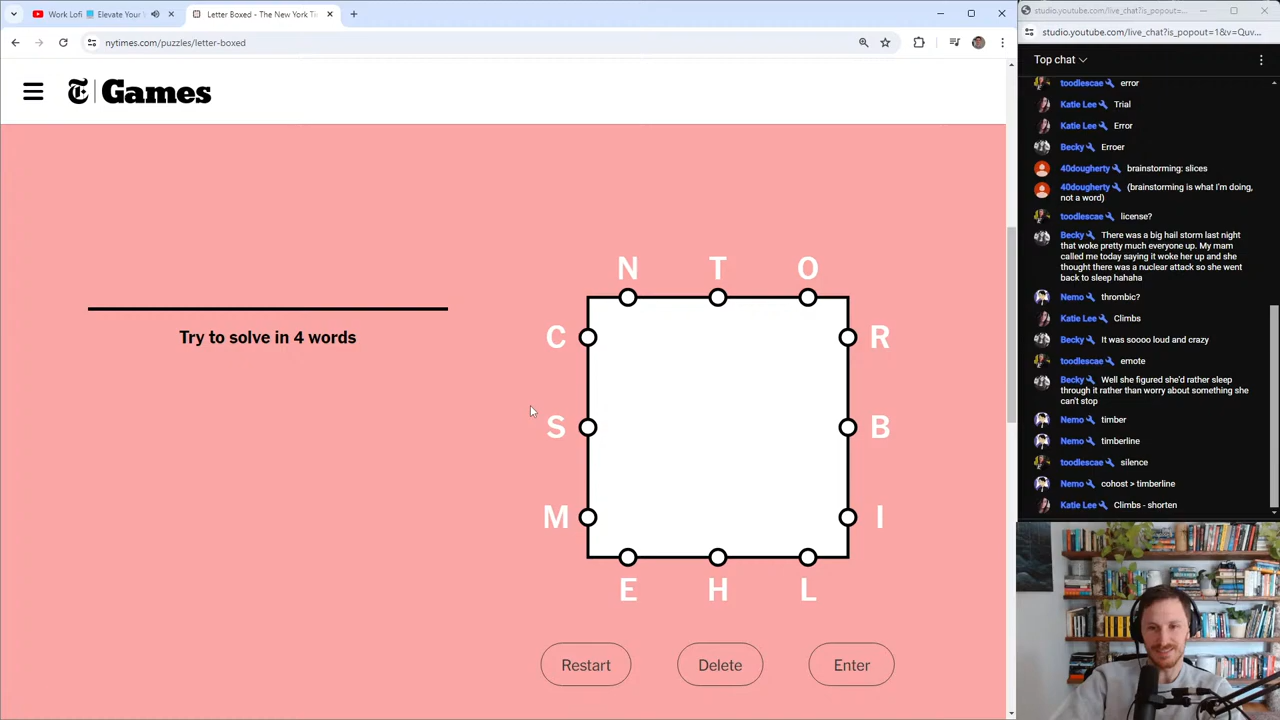 Work Lofi 📘 Elevate Your
Letter Boxed - The New York Ti
nytimes.com/puzzles/letter-boxed
Games
Try to solve in 4 words
N T O
C R
S B
M I
E H L
Restart Delete Enter
studio.youtube.com/live_chat?is_popout=...
studio.youtube.com/live_chat?is_popout=1&v=Quv...
Top chat
toodlescae error
Katie Lee Trial
Katie Lee Error
Becky Erroer
40dougherty brainstorming: slices
40dougherty (brainstorming is what I'm doing,
not a word)
toodlescae license?
Becky There was a big hail storm last night
that woke pretty much everyone up. My mam
called me today saying it woke her up and she
thought there was a nuclear attack so she went
back to sleep hahaha
Nemo thrombic?
Katie Lee Climbs
Becky It was soooo loud and crazy
toodlescae emote
Becky Well she figured she'd rather sleep
through it rather than worry about something she
can't stop
Nemo timber
Nemo timberline
toodlescae silence
Nemo cohost > timberline
Katie Lee Climbs - shorten